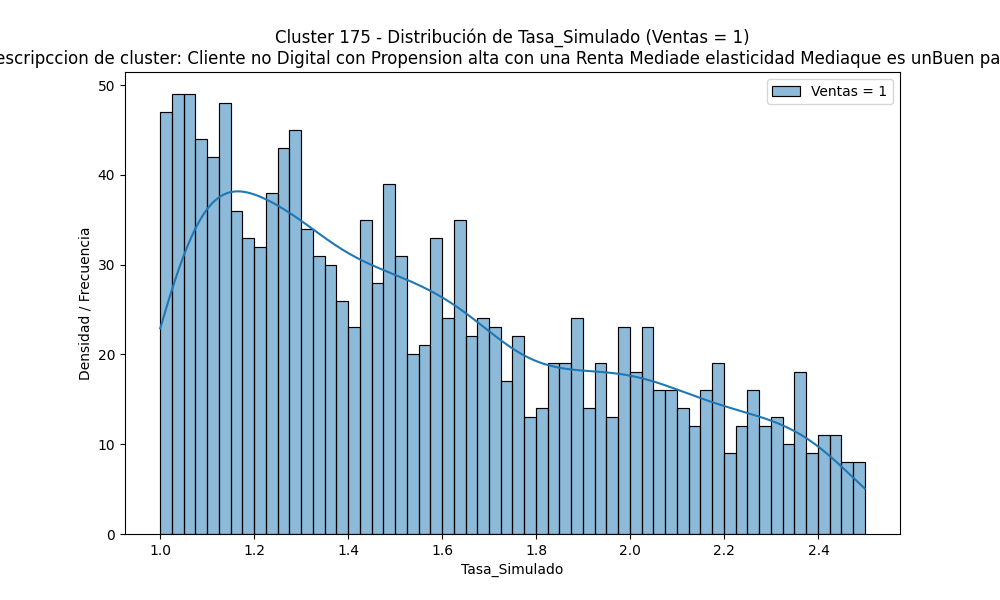 Cluster 175 - Distribución de Tasa_Simulado (Ventas = 1)
escripccion de cluster: Cliente no Digital con Propension alta con una Renta Mediade elasticidad Mediaque es unBuen pa
Ventas = 1
Densidad / Frecuencia
50
40
30
20
10
0
1.0 1.2 1.4 1.6 1.8 2.0 2.2 2.4
Tasa_Simulado